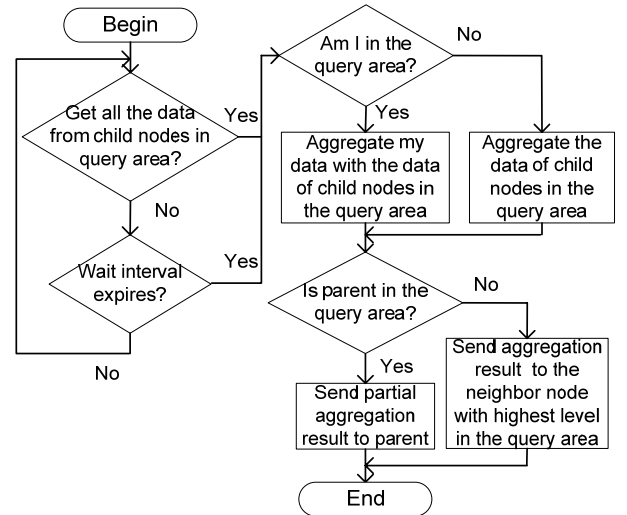 Begin
Get all the data
from child nodes in
query area?
Yes
No
Wait interval
expires?
Yes
No
Am I in the
query area?
No
Yes
Aggregate my
data with the data
of child nodes in
the query area
Aggregate the
data of child
nodes in the
query area
Is parent in the
query area?
No
Yes
Send partial
aggregation
result to parent
Send aggregation
result to the
neighbor node
with highest level
in the query area
End